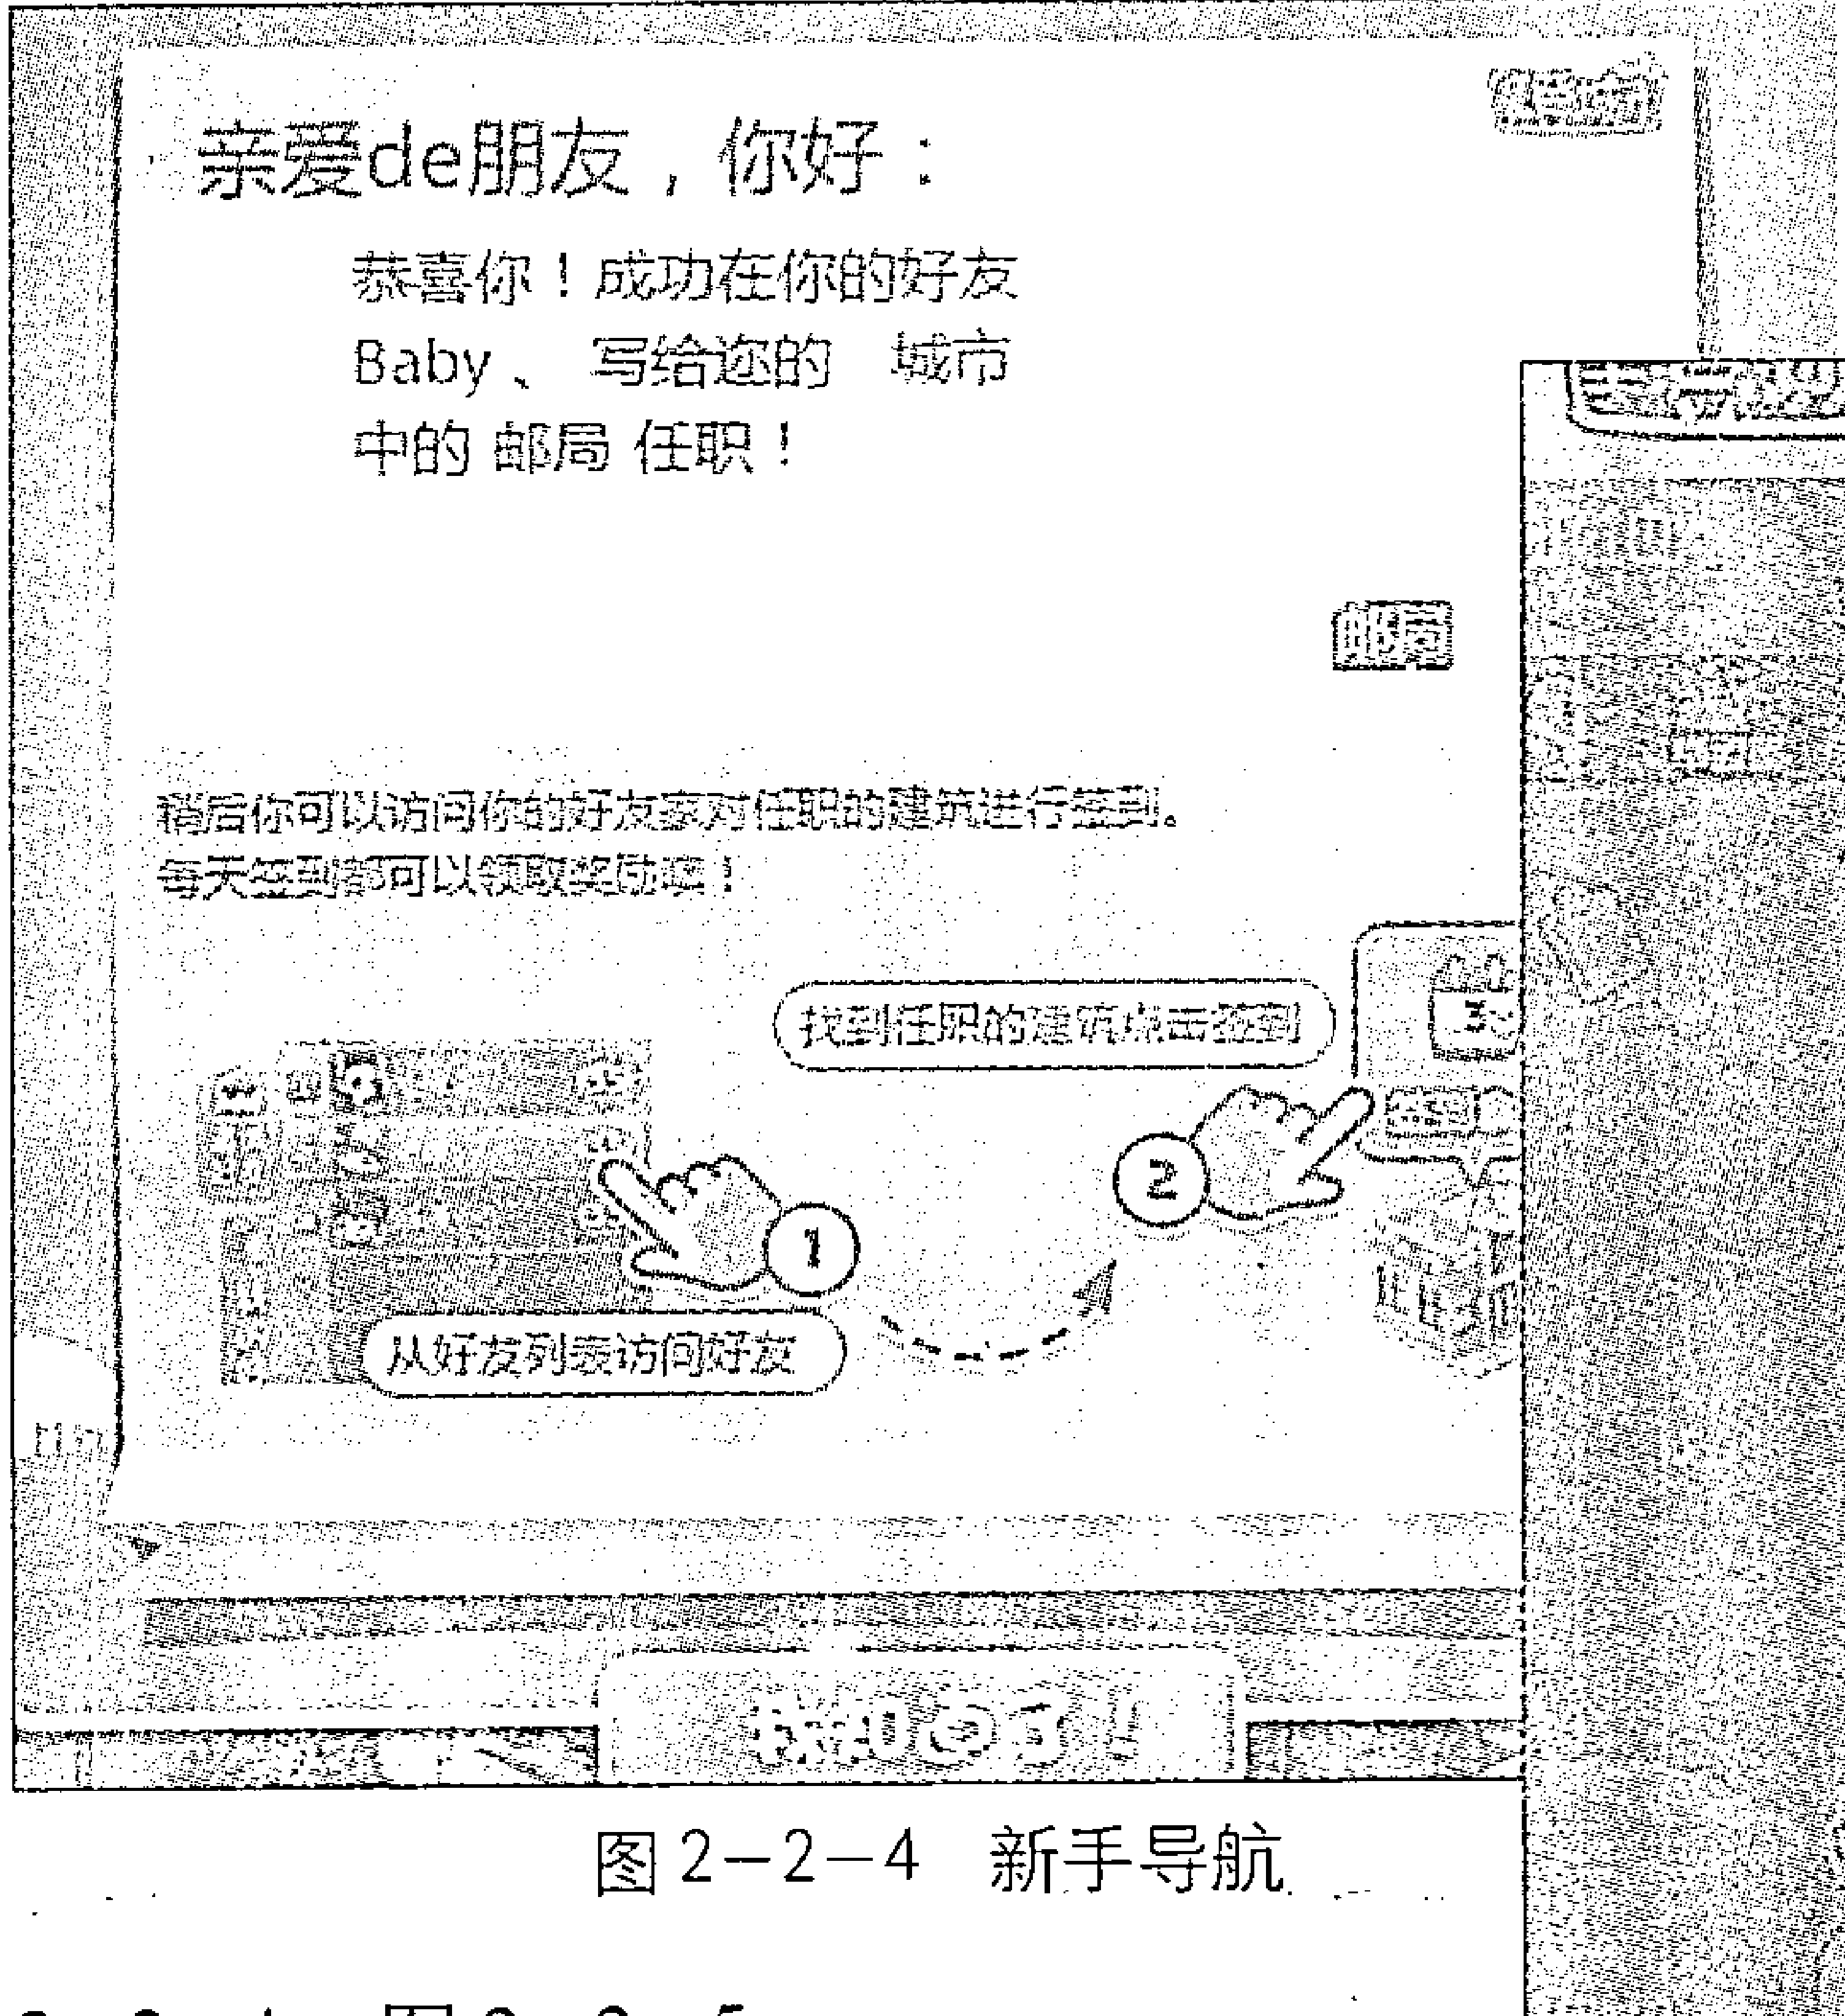 亲爱de朋友，你好：
恭喜你！成功在你的好友
Baby、 写给迩的 城市
中的 邮局 任职！
邮局
稍后你可以访问你的好友家对任职的建筑进行签到。
每天签到都可以领取奖励哦！
找到任职的建筑点击签到
2
1
从好友列表访问好友
我知道了！
图 2-2-4 新手导航